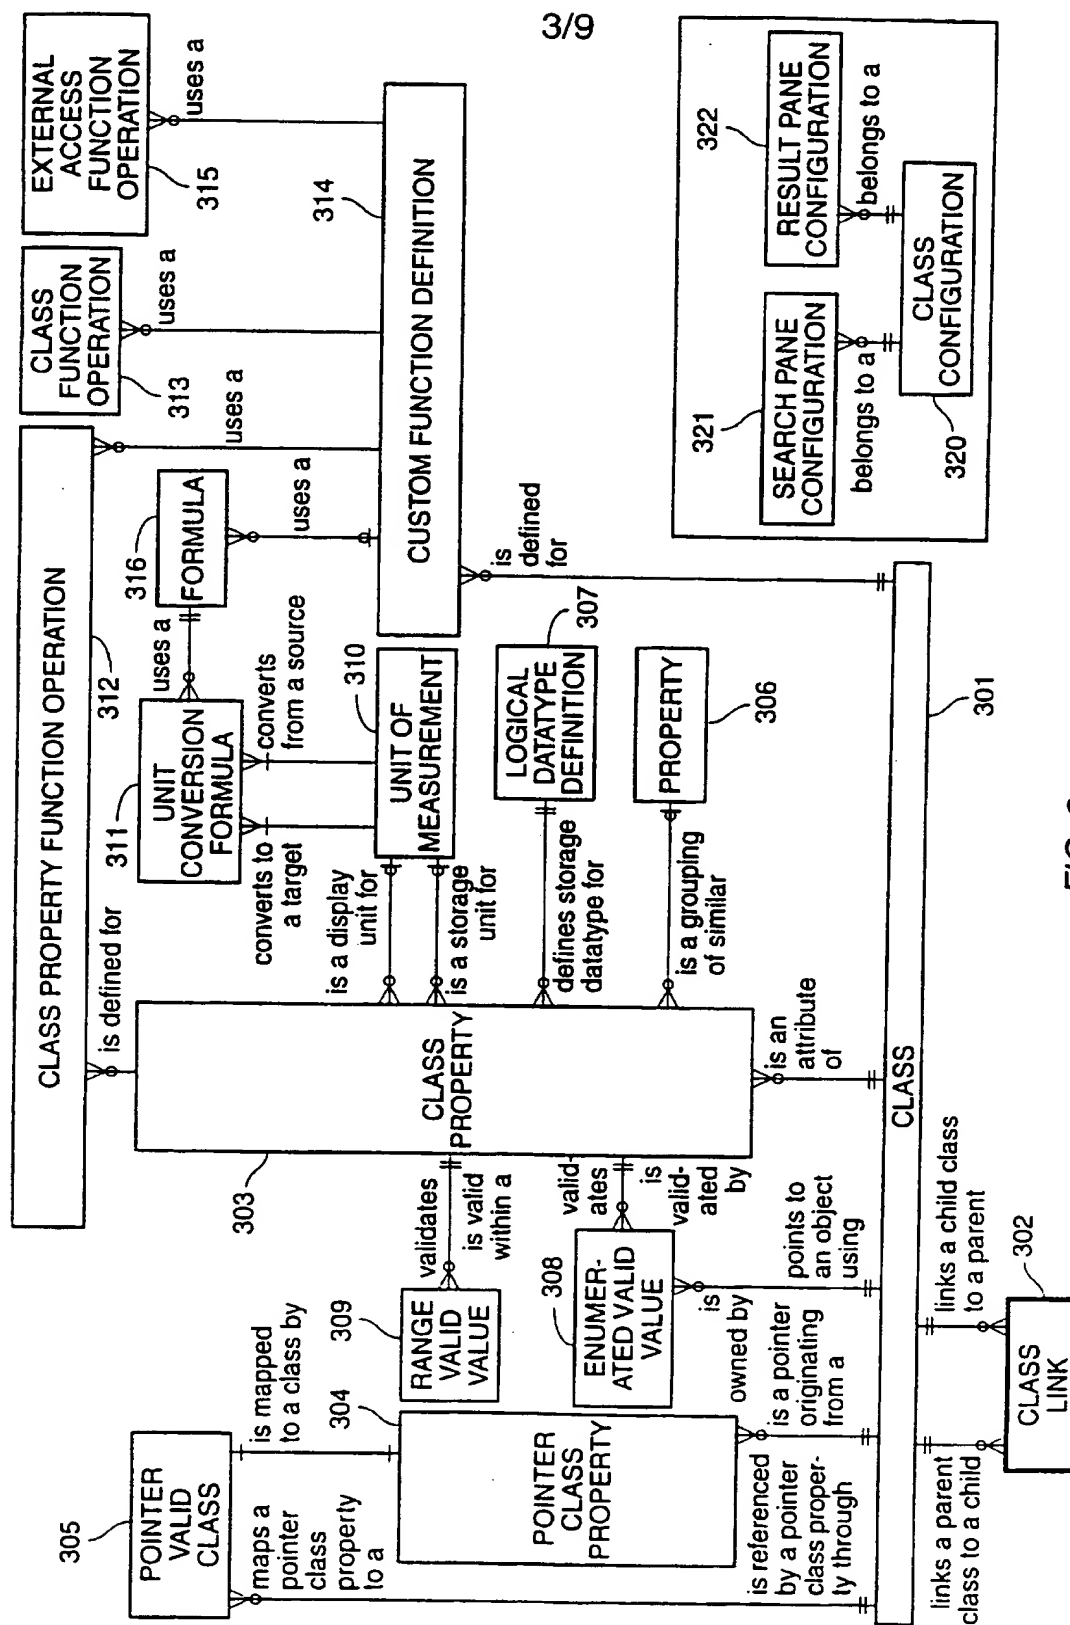 3/9
CLASS PROPERTY FUNCTION OPERATION
312
CLASS
FUNCTION
OPERATION
313
EXTERNAL
ACCESS
FUNCTION
OPERATION
315
uses a
uses a
uses a
is defined for
UNIT
CONVERSION
FORMULA
311
uses a
FORMULA
316
uses a
314
CUSTOM FUNCTION DEFINITION
is defined
for
converts to
a target
converts
from a source
UNIT OF
MEASUREMENT
310
is a display
unit for
is a storage
unit for
LOGICAL
DATATYPE
DEFINITION
307
defines storage
datatype for
PROPERTY
306
is a grouping
of similar
CLASS
PROPERTY
303
is an
attribute
of
validates
is valid
within a
RANGE
VALID
VALUE
309
valid-
ates
is
valid-
ated by
ENUMER-
ATED VALID
VALUE
308
is
owned by
points to
an object
using
POINTER
VALID
CLASS
305
is mapped
to a class by
maps a
pointer
class
property
to a
304
POINTER
CLASS
PROPERTY
is a pointer
originating
from a
is referenced
by a pointer
class proper-
ty through
CLASS
301
links a parent
class to a child
links a child class
to a parent
CLASS
LINK
302
SEARCH PANE
CONFIGURATION
321
RESULT PANE
CONFIGURATION
322
belongs to a
belongs to a
CLASS
CONFIGURATION
320